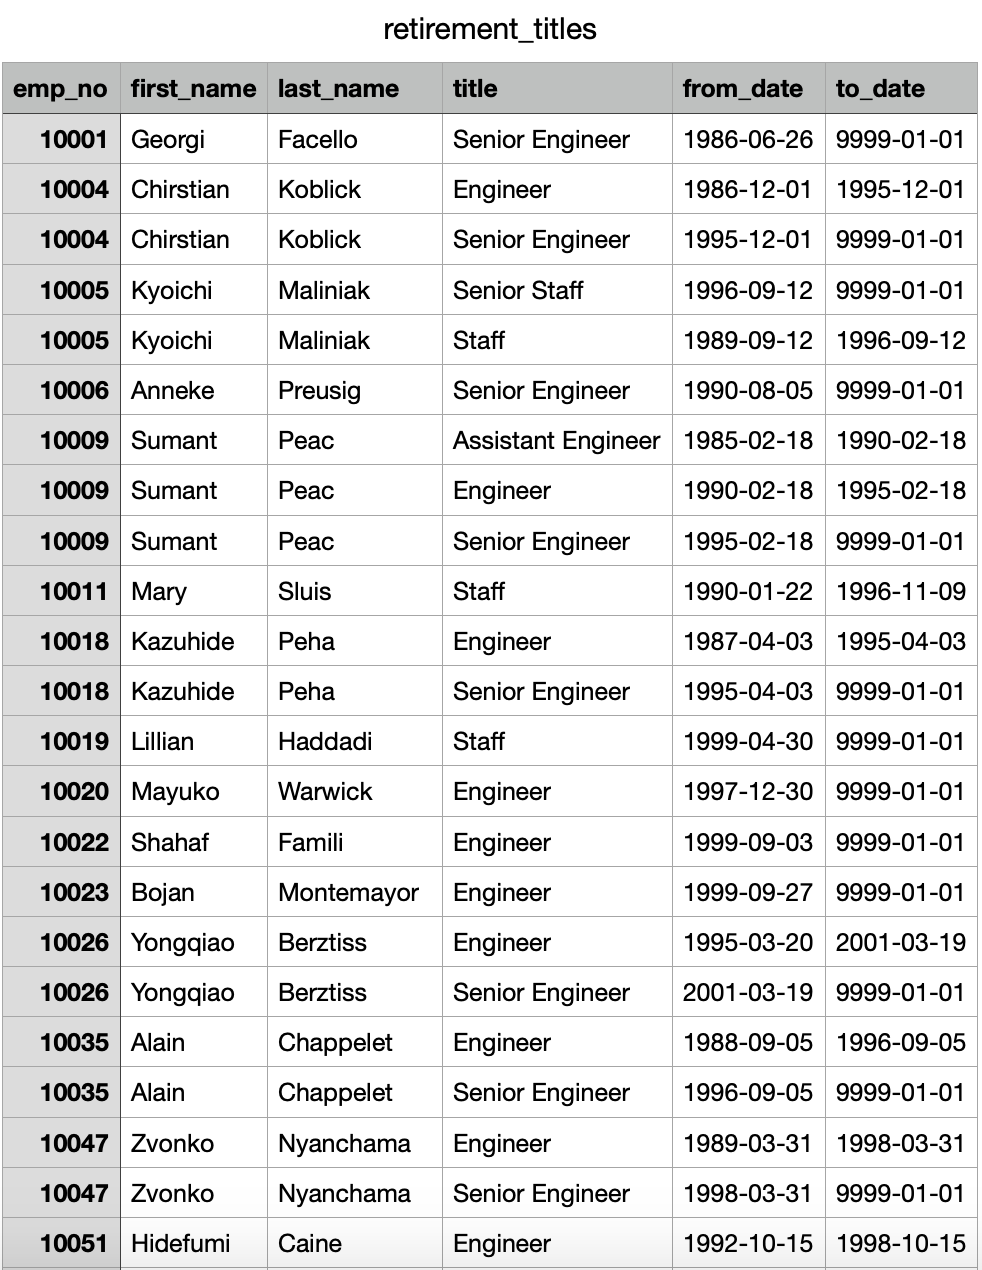 retirement_titles
emp_no first_name last_name title from_date to_date
10001 Georgi Facello Senior Engineer 1986-06-26 9999-01-01
10004 Chirstian Koblick Engineer 1986-12-01 1995-12-01
10004 Chirstian Koblick Senior Engineer 1995-12-01 9999-01-01
10005 Kyoichi Maliniak Senior Staff 1996-09-12 9999-01-01
10005 Kyoichi Maliniak Staff 1989-09-12 1996-09-12
10006 Anneke Preusig Senior Engineer 1990-08-05 9999-01-01
10009 Sumant Peac Assistant Engineer 1985-02-18 1990-02-18
10009 Sumant Peac Engineer 1990-02-18 1995-02-18
10009 Sumant Peac Senior Engineer 1995-02-18 9999-01-01
10011 Mary Sluis Staff 1990-01-22 1996-11-09
10018 Kazuhide Peha Engineer 1987-04-03 1995-04-03
10018 Kazuhide Peha Senior Engineer 1995-04-03 9999-01-01
10019 Lillian Haddadi Staff 1999-04-30 9999-01-01
10020 Mayuko Warwick Engineer 1997-12-30 9999-01-01
10022 Shahaf Famili Engineer 1999-09-03 9999-01-01
10023 Bojan Montemayor Engineer 1999-09-27 9999-01-01
10026 Yongqiao Berztiss Engineer 1995-03-20 2001-03-19
10026 Yongqiao Berztiss Senior Engineer 2001-03-19 9999-01-01
10035 Alain Chappelet Engineer 1988-09-05 1996-09-05
10035 Alain Chappelet Senior Engineer 1996-09-05 9999-01-01
10047 Zvonko Nyanchama Engineer 1989-03-31 1998-03-31
10047 Zvonko Nyanchama Senior Engineer 1998-03-31 9999-01-01
10051 Hidefumi Caine Engineer 1992-10-15 1998-10-15